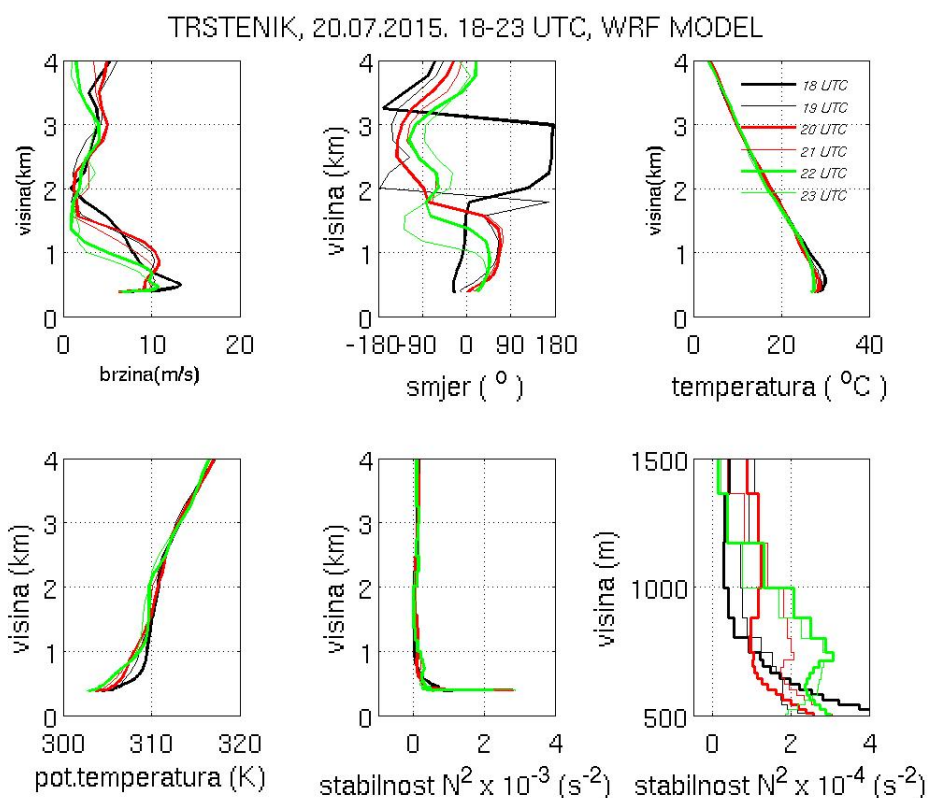 TRSTENIK, 20.07.2015. 18-23 UTC, WRF MODEL
4
3
2
1
0
visina(km)
0 10 20
brzina(m/s)
4
3
2
1
0
visina (km)
-180 -90 0 90 180
smjer ( o )
4
3
2
1
0
visina(km)
18 UTC
19 UTC
20 UTC
21 UTC
22 UTC
23 UTC
0 10 20 30 40
temperatura ( oC )
4
3
2
1
0
visina (km)
300 310 320
pot.temperatura (K)
4
3
2
1
0
visina (km)
0 2 4
stabilnost N² x 10⁻³ (s⁻²)
1500
1000
500
visina (m)
0 2 4
stabilnost N² x 10⁻⁴ (s⁻²)